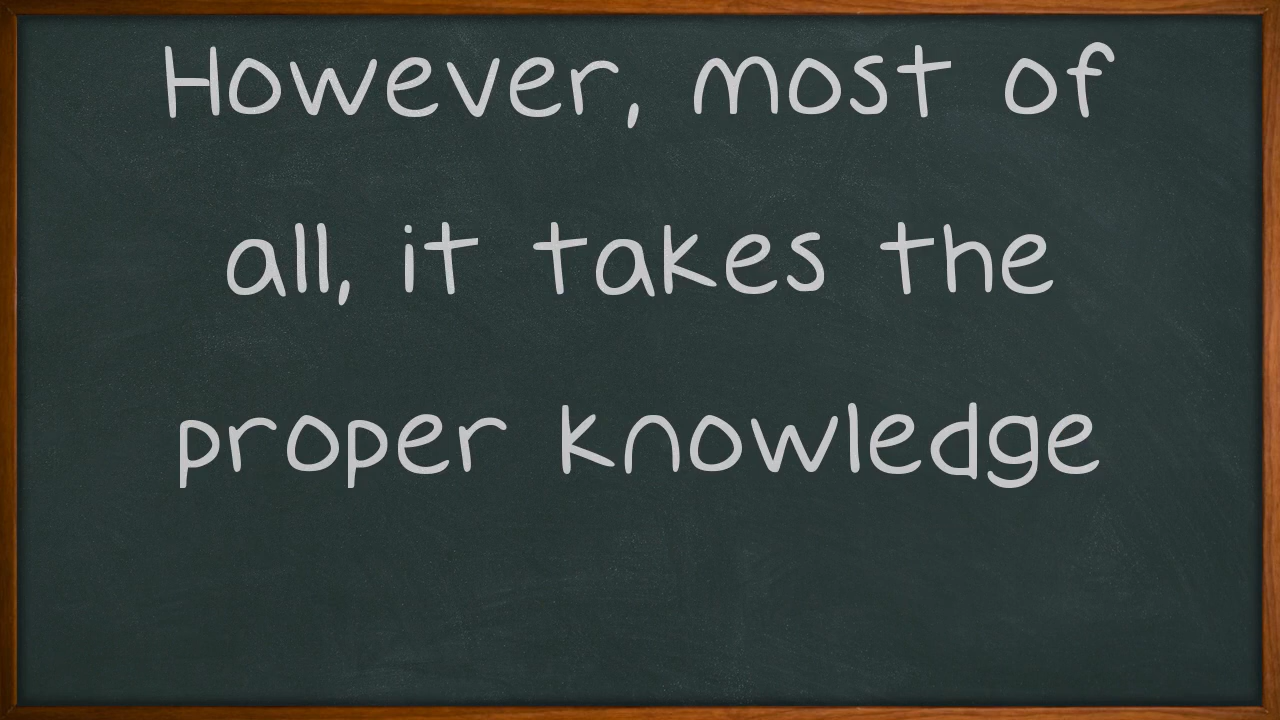 However, most of
all, it takes the
proper knowledge